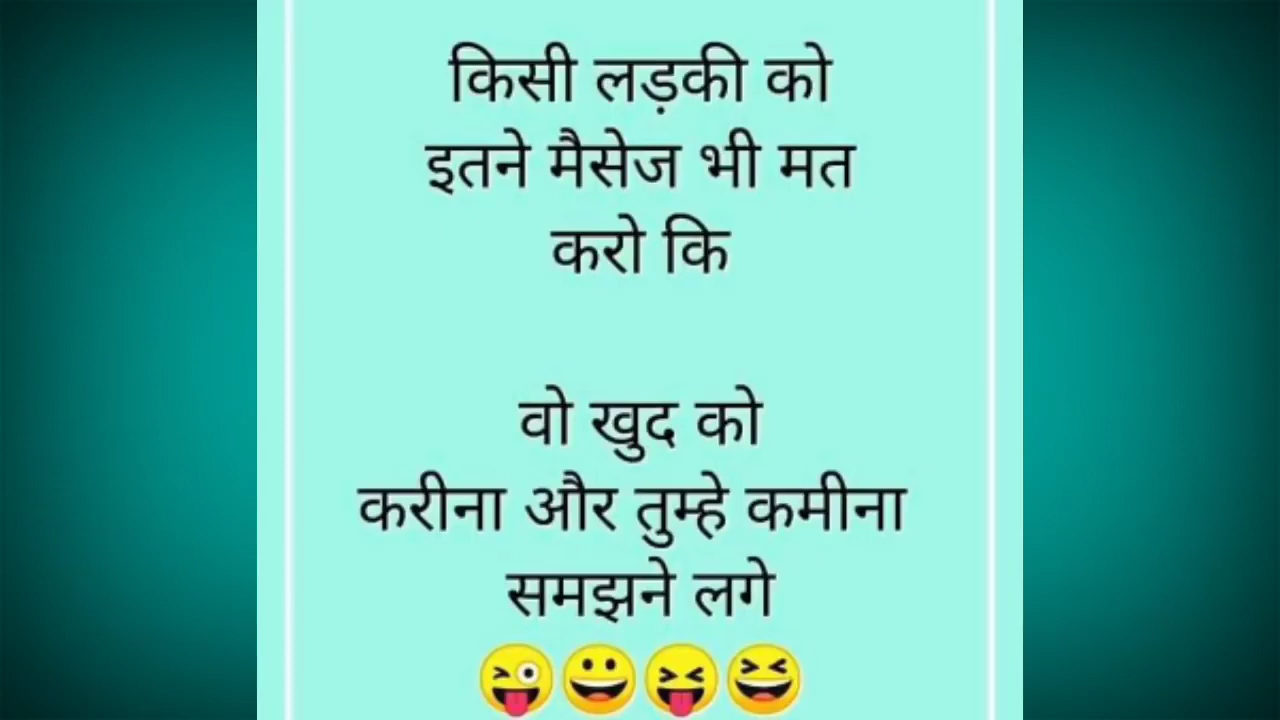 किसी लड़की को
इतने मैसेज भी मत
करो कि
वो खुद को
करीना और तुम्हे कमीना
समझने लगे
😜😀😝😆